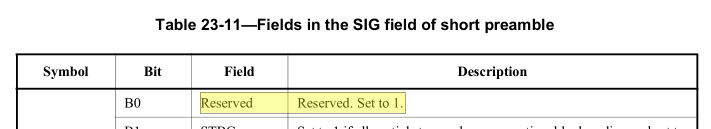 Table 23-11—Fields in the SIG field of short preamble
Symbol Bit Field Description
B0 Reserved Reserved. Set to 1.